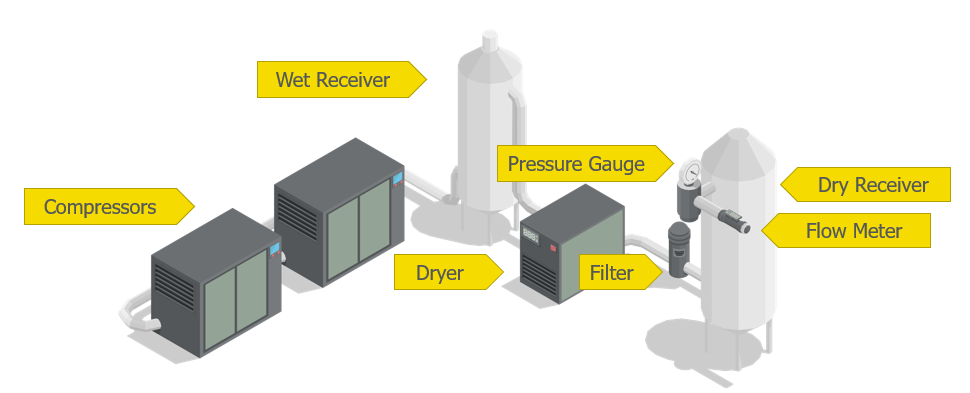 Wet Receiver
Pressure Gauge
Dry Receiver
Compressors
Flow Meter
Dryer
Filter